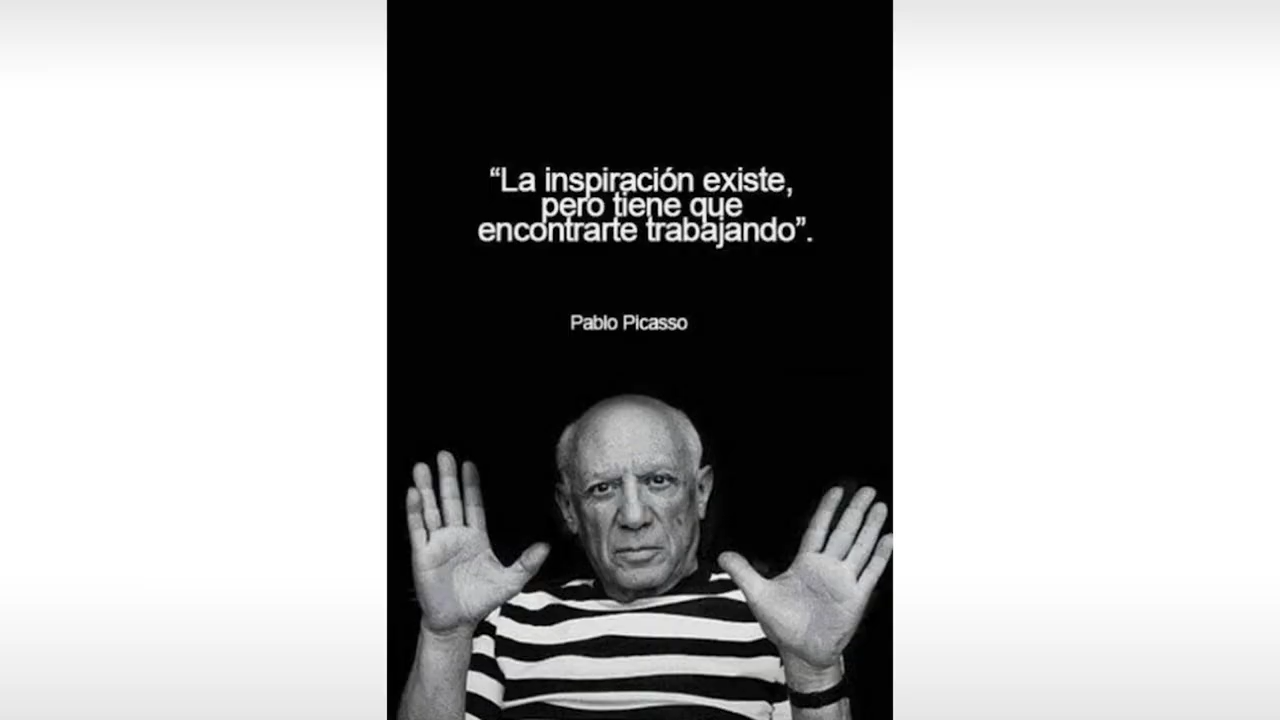 “La inspiración existe,
pero tiene que
encontrarte trabajando”.
Pablo Picasso